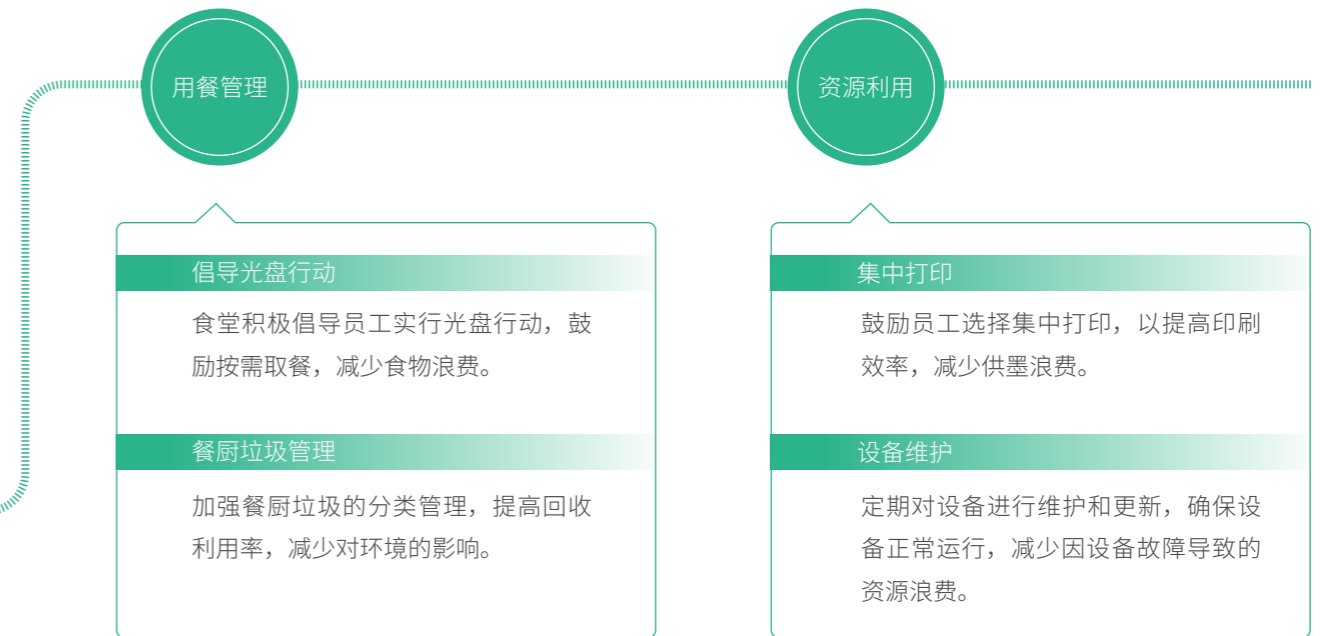 用餐管理
倡导光盘行动
食堂积极倡导员工实行光盘行动，鼓
励按需取餐，减少食物浪费。
餐厨垃圾管理
加强餐厨垃圾的分类管理，提高回收
利用率，减少对环境的影响。
资源利用
集中打印
鼓励员工选择集中打印，以提高印刷
效率，减少供墨浪费。
设备维护
定期对设备进行维护和更新，确保设
备正常运行，减少因设备故障导致的
资源浪费。